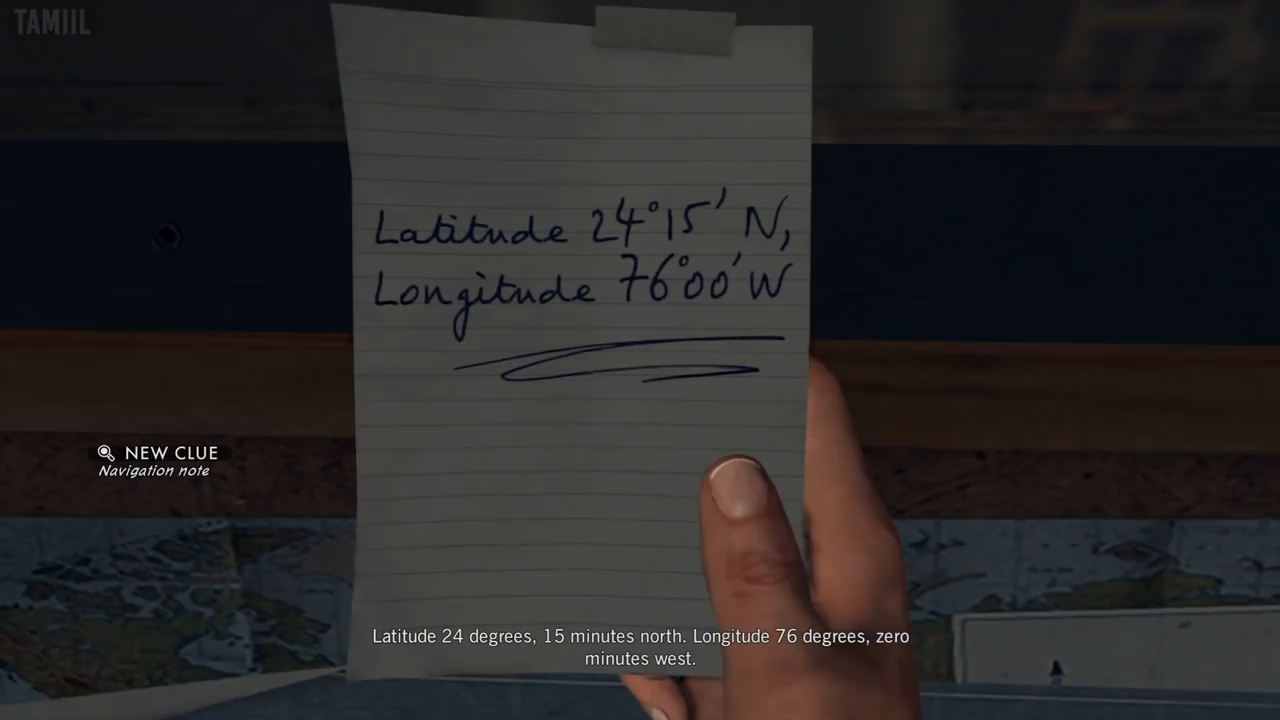 TAMIIL
Latitude 24°15' N,
Longitude 76°00' W
NEW CLUE
Navigation note
Latitude 24 degrees, 15 minutes north. Longitude 76 degrees, zero
minutes west.